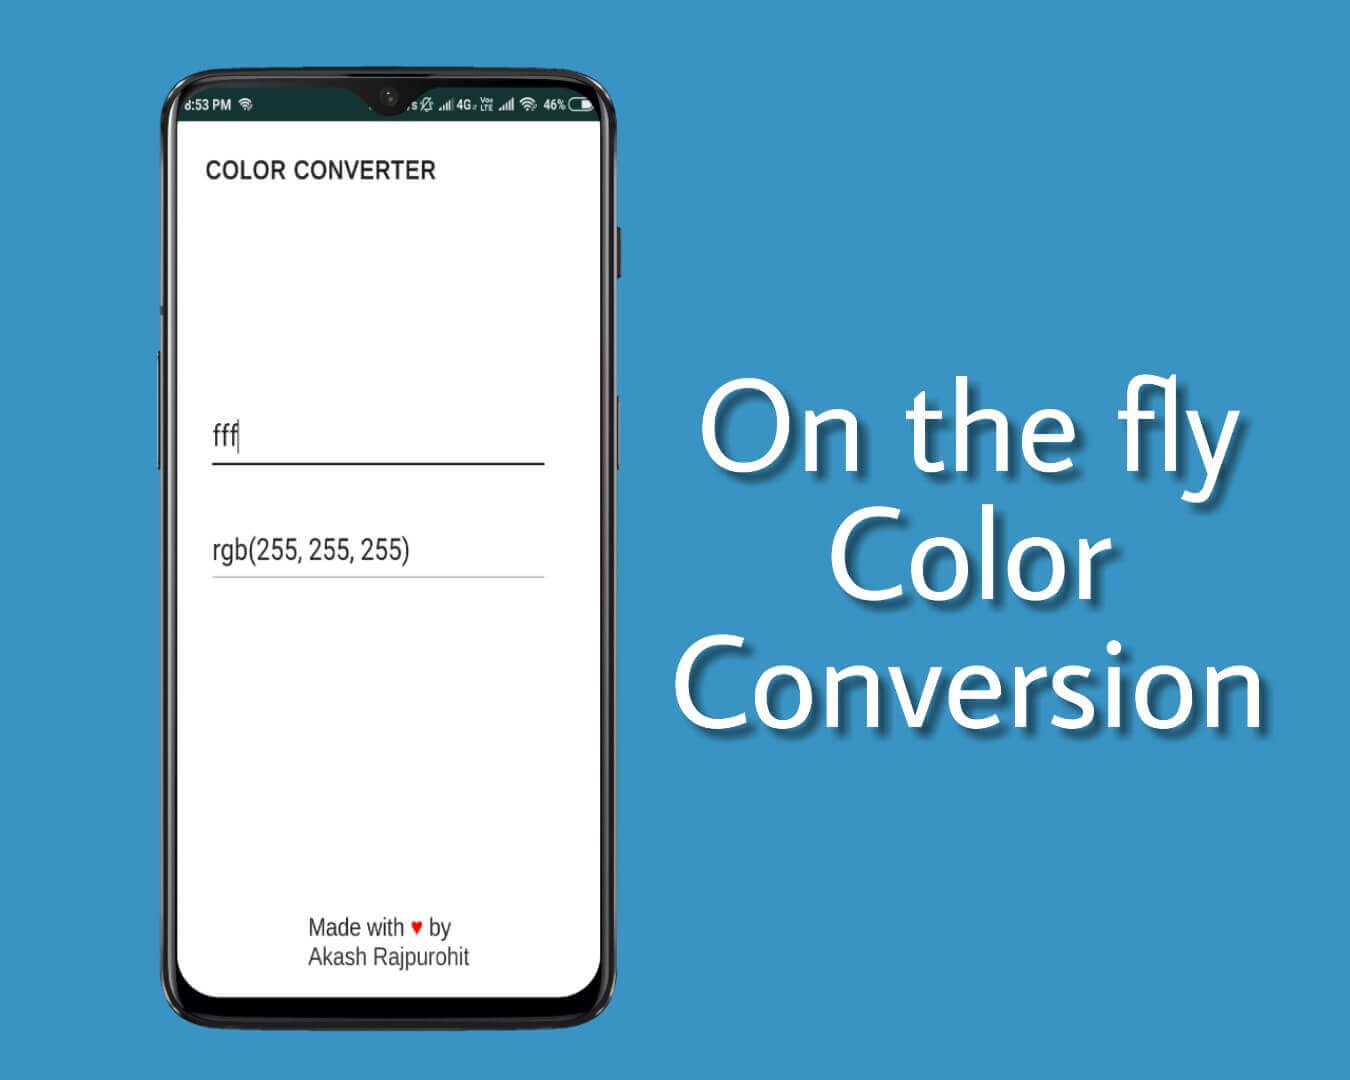 8:53 PM
4G
Vo
LTE
46%
COLOR CONVERTER
fff
rgb(255, 255, 255)
Made with ♥ by
Akash Rajpurohit
On the fly
Color
Conversion